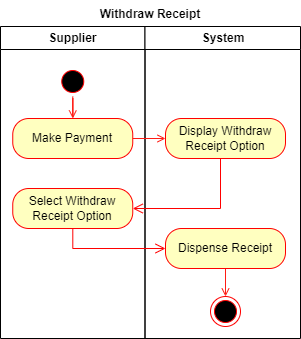 Withdraw Receipt
Supplier
System
Make Payment
Display Withdraw
Receipt Option
Select Withdraw
Receipt Option
Dispense Receipt